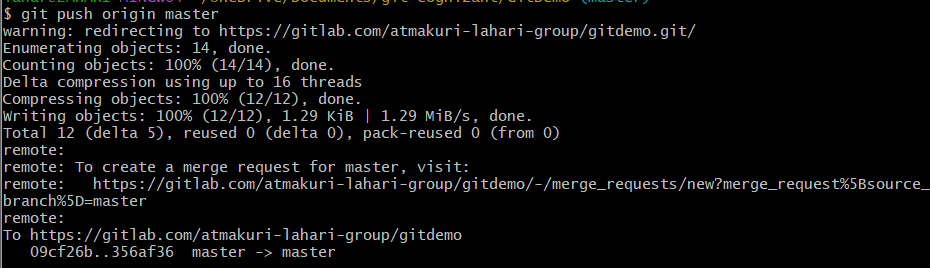 $ git push origin master
warning: redirecting to https://gitlab.com/atmakuri-lahari-group/gitdemo.git/
Enumerating objects: 14, done.
Counting objects: 100% (14/14), done.
Delta compression using up to 16 threads
Compressing objects: 100% (12/12), done.
Writing objects: 100% (12/12), 1.29 KiB | 1.29 MiB/s, done.
Total 12 (delta 5), reused 0 (delta 0), pack-reused 0 (from 0)
remote:
remote: To create a merge request for master, visit:
remote:   https://gitlab.com/atmakuri-lahari-group/gitdemo/-/merge_requests/new?merge_request%5Bsource_
branch%5D=master
remote:
To https://gitlab.com/atmakuri-lahari-group/gitdemo
   09cf26b..356af36  master -> master